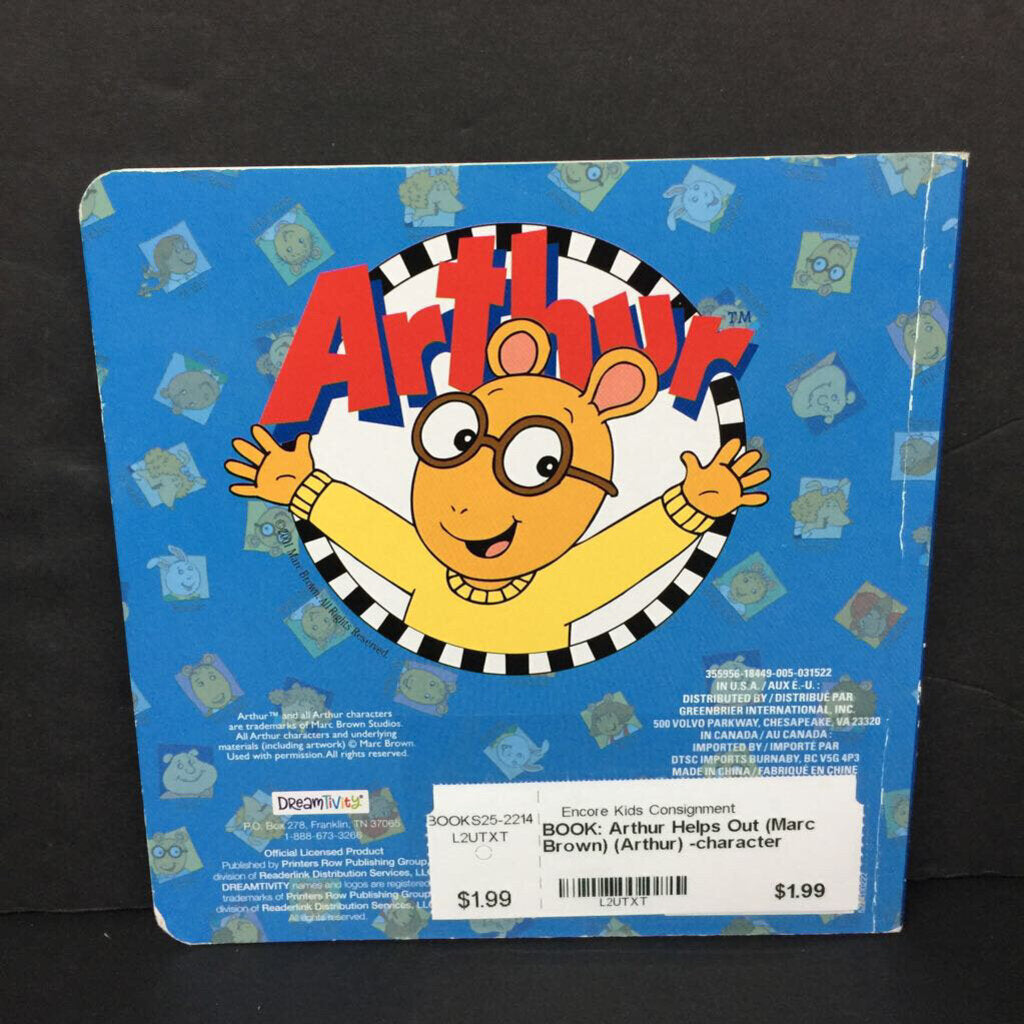 Arthur™
©2001 Marc Brown. All Rights Reserved.
355956-18449-005-031522
IN U.S.A. / AUX É.-U. :
DISTRIBUTED BY / DISTRIBUÉ PAR
GREENBRIER INTERNATIONAL, INC.
500 VOLVO PARKWAY, CHESAPEAKE, VA 23320
IN CANADA / AU CANADA :
IMPORTED BY / IMPORTÉ PAR
DTSC IMPORTS BURNABY, BC V5G 4P3
MADE IN CHINA / FABRIQUÉ EN CHINE
Arthur™ and all Arthur characters
are trademarks of Marc Brown Studios.
All Arthur characters and underlying
materials (including artwork) © Marc Brown.
Used with permission. All rights reserved.
DREAMTIVITY®
P.O. Box 278, Franklin, TN 37065
1-888-673-3268
Official Licensed Product
Published by Printers Row Publishing Group,
division of Readerlink Distribution Services, LLC
DREAMTIVITY names and logos are registered
trademarks of Printers Row Publishing Group
division of Readerlink Distribution Services, LLC
All rights reserved.
BOOKS25-2214
L2UTXT
$1.99
Encore Kids Consignment
BOOK: Arthur Helps Out (Marc
Brown) (Arthur) -character
L2UTXT
$1.99